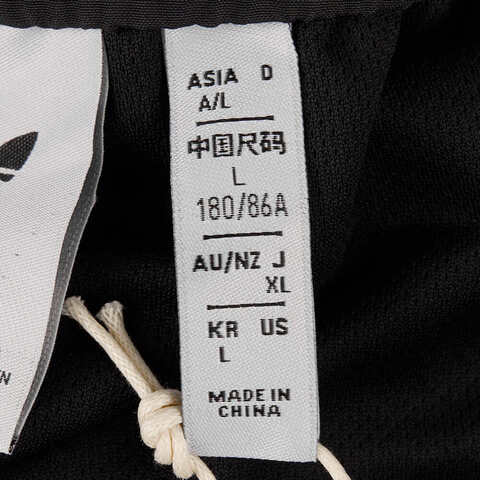 ASIA D
A/L
中国尺码
L
180/86A
AU/NZ J
XL
KR US
L
MADE IN
CHINA